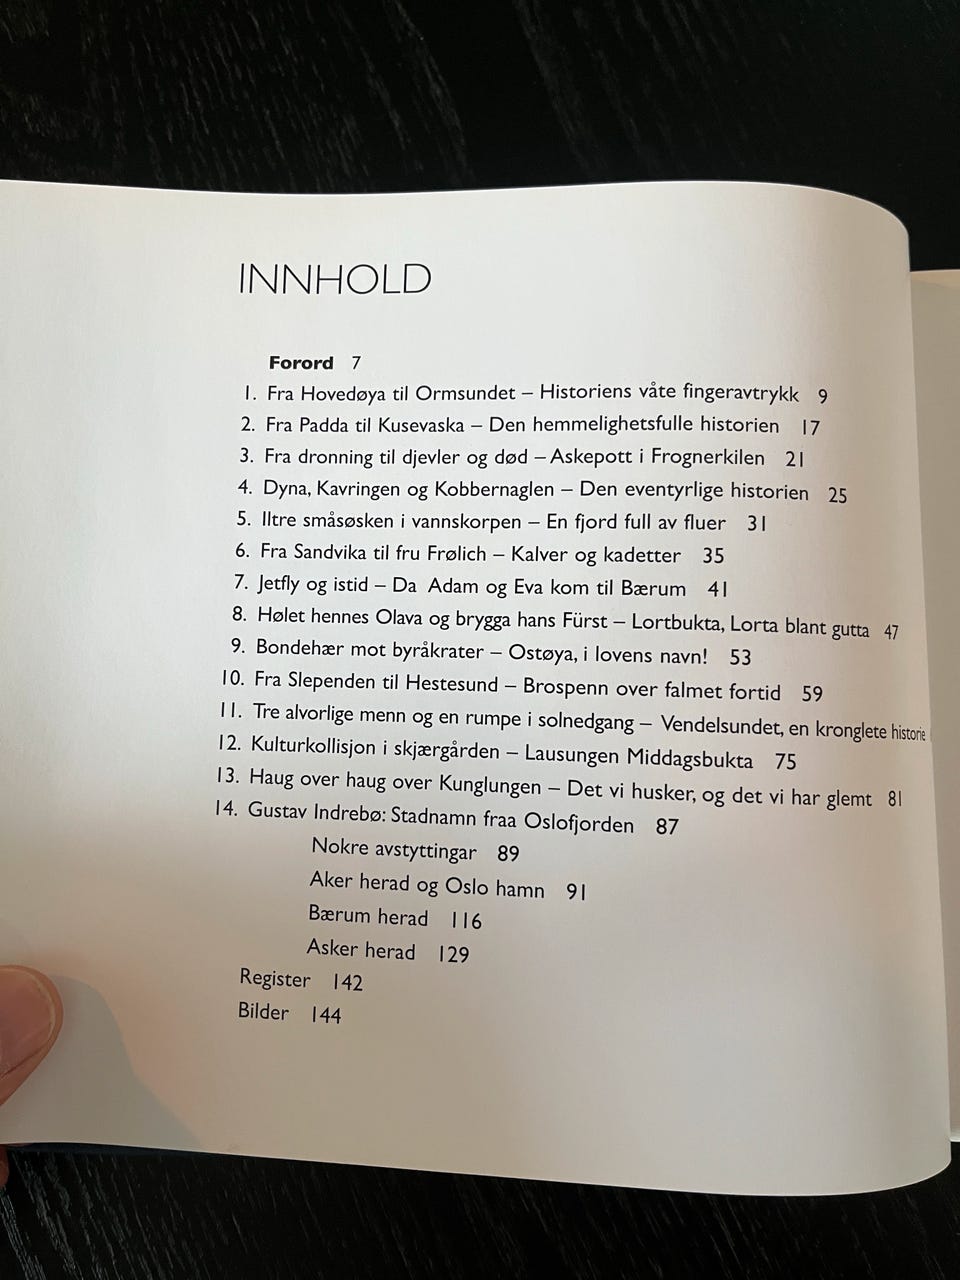 INNHOLD
Forord 7
1. Fra Hovedøya til Ormsundet – Historiens våte fingeravtrykk 9
2. Fra Padda til Kusevaska – Den hemmelighetsfulle historien 17
3. Fra dronning til djevler og død – Askepott i Frognerkilen 21
4. Dyna, Kavringen og Kobbernaglen – Den eventyrlige historien 25
5. Iltre småsøsken i vannskorpen – En fjord full av fluer 31
6. Fra Sandvika til fru Frølich – Kalver og kadetter 35
7. Jetfly og istid – Da Adam og Eva kom til Bærum 41
8. Hølet hennes Olava og brygga hans Fürst – Lortbukta, Lorta blant gutta 47
9. Bondehær mot byråkrater – Ostøya, i lovens navn! 53
10. Fra Slependen til Hestesund – Brospenn over falmet fortid 59
11. Tre alvorlige menn og en rumpe i solnedgang – Vendelsundet, en kronglete historie
12. Kulturkollisjon i skjærgården – Lausungen Middagsbukta 75
13. Haug over haug over Kunglungen – Det vi husker, og det vi har glemt 81
14. Gustav Indrebø: Stadnamn fraa Oslofjorden 87
Nokre avstyttingar 89
Aker herad og Oslo hamn 91
Bærum herad 116
Asker herad 129
Register 142
Bilder 144